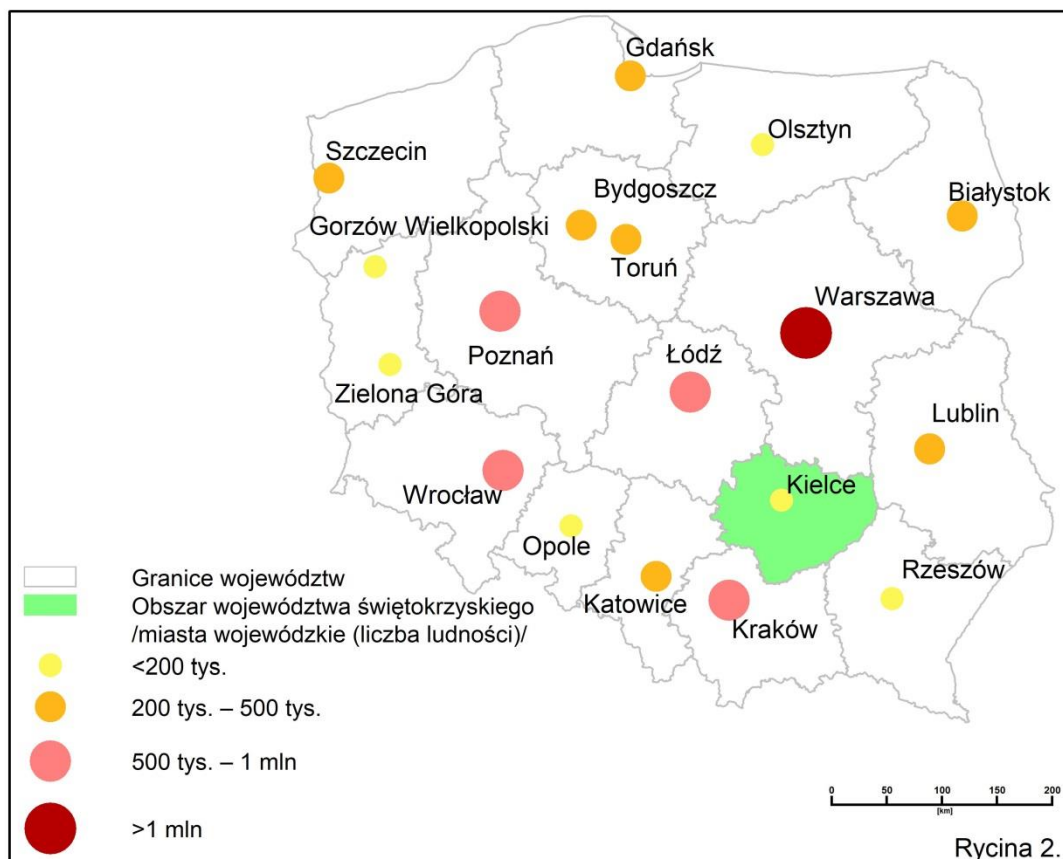 Gdańsk
Olsztyn
Szczecin
Bydgoszcz
Białystok
Gorzów Wielkopolski
Toruń
Warszawa
Poznań
Łódź
Zielona Góra
Lublin
Wrocław
Kielce
Opole
Katowice
Kraków
Rzeszów
Granice województw
Obszar województwa świętokrzyskiego
/miasta wojewódzkie (liczba ludności)/
<200 tys.
200 tys. – 500 tys.
500 tys. – 1 mln
>1 mln
0 50 100 150 200
[km]
Rycina 2.